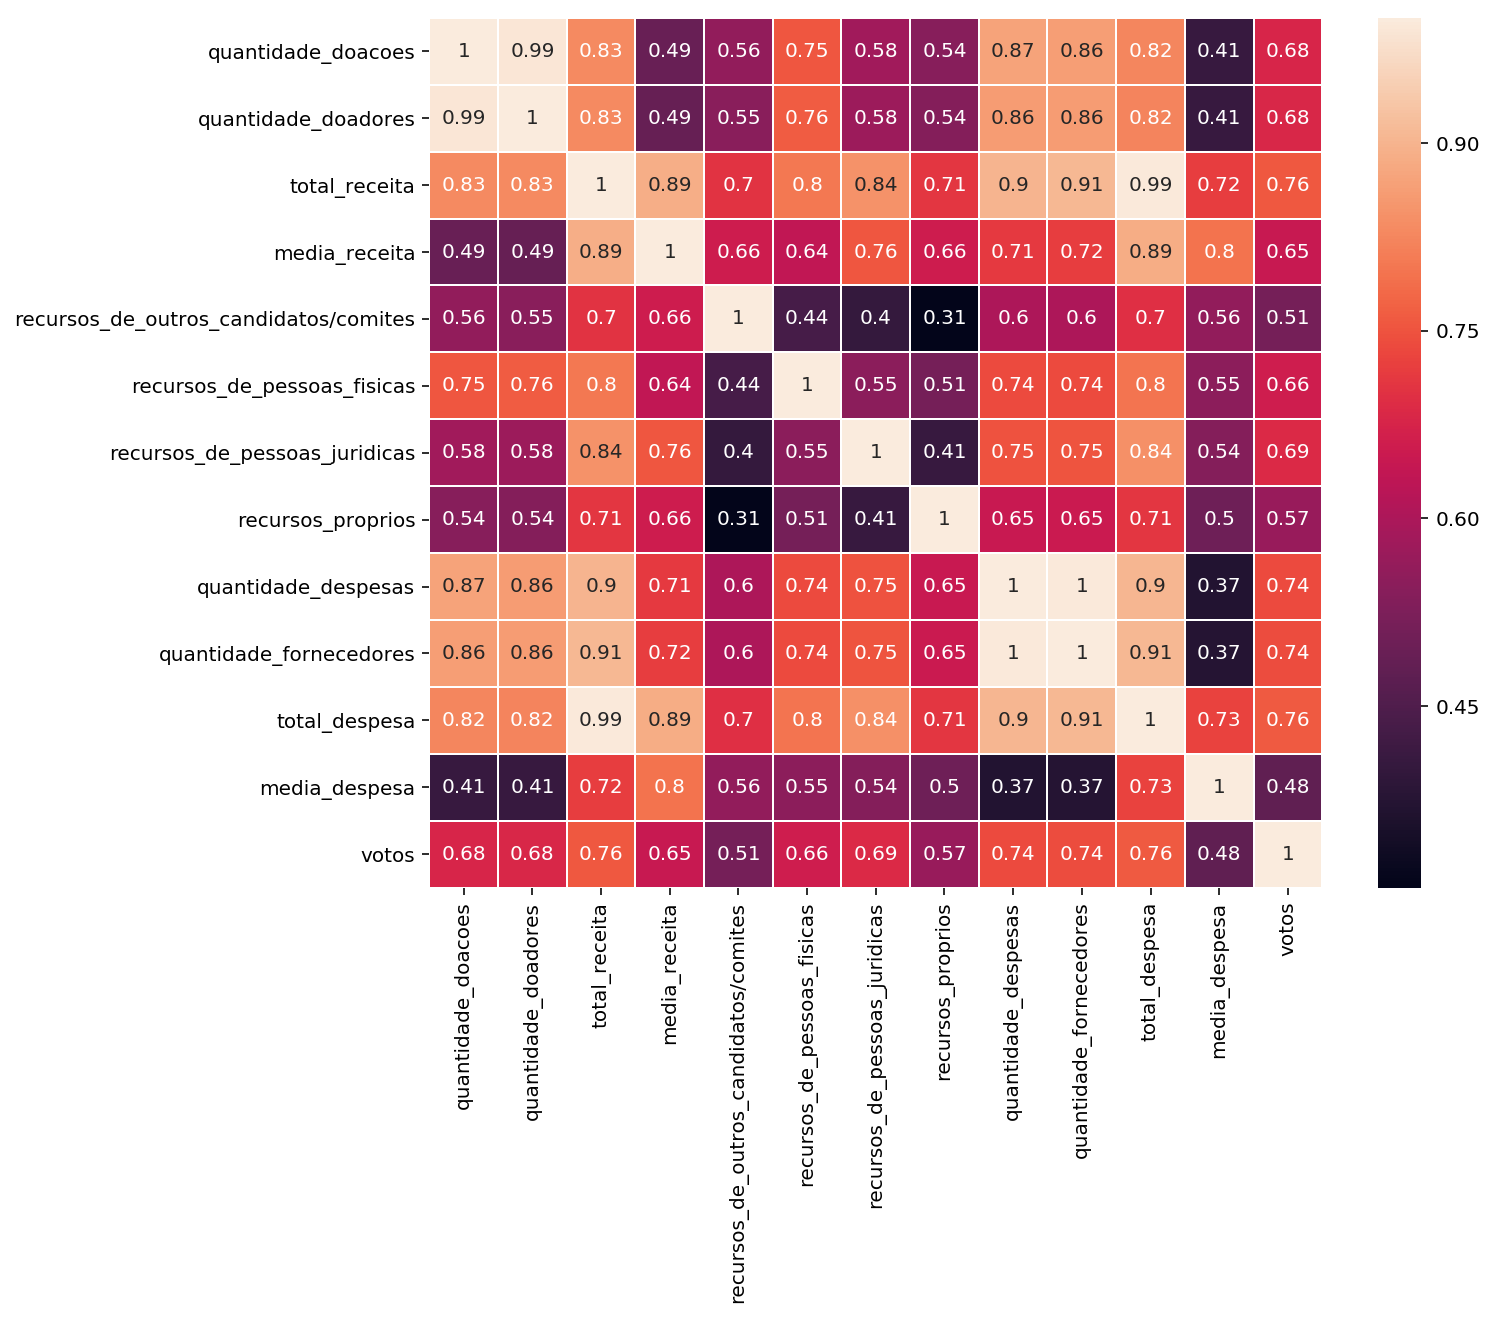 quantidade_doacoes 1 0.99 0.83 0.49 0.56 0.75 0.58 0.54 0.87 0.86 0.82 0.41 0.68
quantidade_doadores 0.99 1 0.83 0.49 0.55 0.76 0.58 0.54 0.86 0.86 0.82 0.41 0.68
total_receita 0.83 0.83 1 0.89 0.7 0.8 0.84 0.71 0.9 0.91 0.99 0.72 0.76
media_receita 0.49 0.49 0.89 1 0.66 0.64 0.76 0.66 0.71 0.72 0.89 0.8 0.65
recursos_de_outros_candidatos/comites 0.56 0.55 0.7 0.66 1 0.44 0.4 0.31 0.6 0.6 0.7 0.56 0.51
recursos_de_pessoas_fisicas 0.75 0.76 0.8 0.64 0.44 1 0.55 0.51 0.74 0.74 0.8 0.55 0.66
recursos_de_pessoas_juridicas 0.58 0.58 0.84 0.76 0.4 0.55 1 0.41 0.75 0.75 0.84 0.54 0.69
recursos_proprios 0.54 0.54 0.71 0.66 0.31 0.51 0.41 1 0.65 0.65 0.71 0.5 0.57
quantidade_despesas 0.87 0.86 0.9 0.71 0.6 0.74 0.75 0.65 1 1 0.9 0.37 0.74
quantidade_fornecedores 0.86 0.86 0.91 0.72 0.6 0.74 0.75 0.65 1 1 0.91 0.37 0.74
total_despesa 0.82 0.82 0.99 0.89 0.7 0.8 0.84 0.71 0.9 0.91 1 0.73 0.76
media_despesa 0.41 0.41 0.72 0.8 0.56 0.55 0.54 0.5 0.37 0.37 0.73 1 0.48
votos 0.68 0.68 0.76 0.65 0.51 0.66 0.69 0.57 0.74 0.74 0.76 0.48 1
quantidade_doacoes
quantidade_doadores
total_receita
media_receita
recursos_de_outros_candidatos/comites
recursos_de_pessoas_fisicas
recursos_de_pessoas_juridicas
recursos_proprios
quantidade_despesas
quantidade_fornecedores
total_despesa
media_despesa
votos
0.90
0.75
0.60
0.45